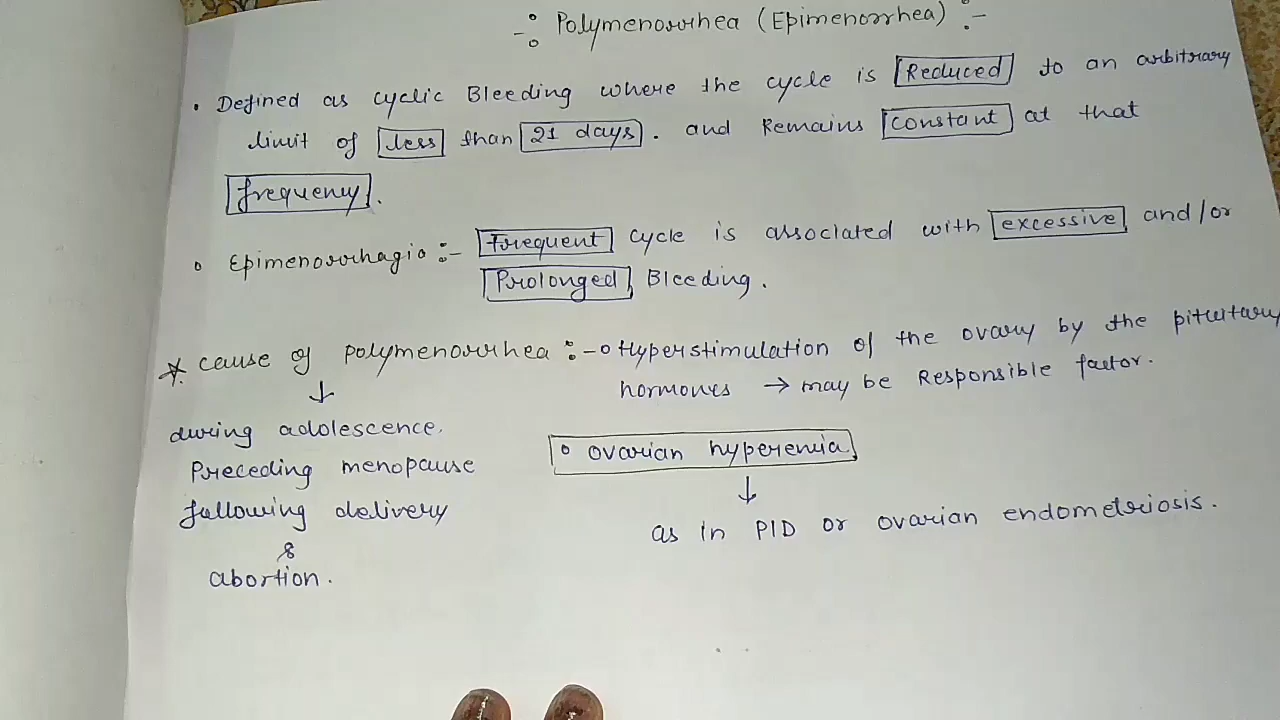 -: Polymenorrhea (Epimenorrhea) :-
• Defined as cyclic Bleeding where the cycle is Reduced to an arbitrary
limit of less than 21 days. and Remains constant at that
frequency.
o Epimenorrhagia :- Frequent cycle is associated with excessive and/or
Prolonged Bleeding.
* cause of polymenorrhea :- o Hyperstimulation of the ovary by the pituitary
hormones → may be Responsible factor.
↓
during adolescence.
Preceding menopause
following delivery
&
abortion.
o ovarian hyperemia
↓
as in PID or ovarian endometriosis.